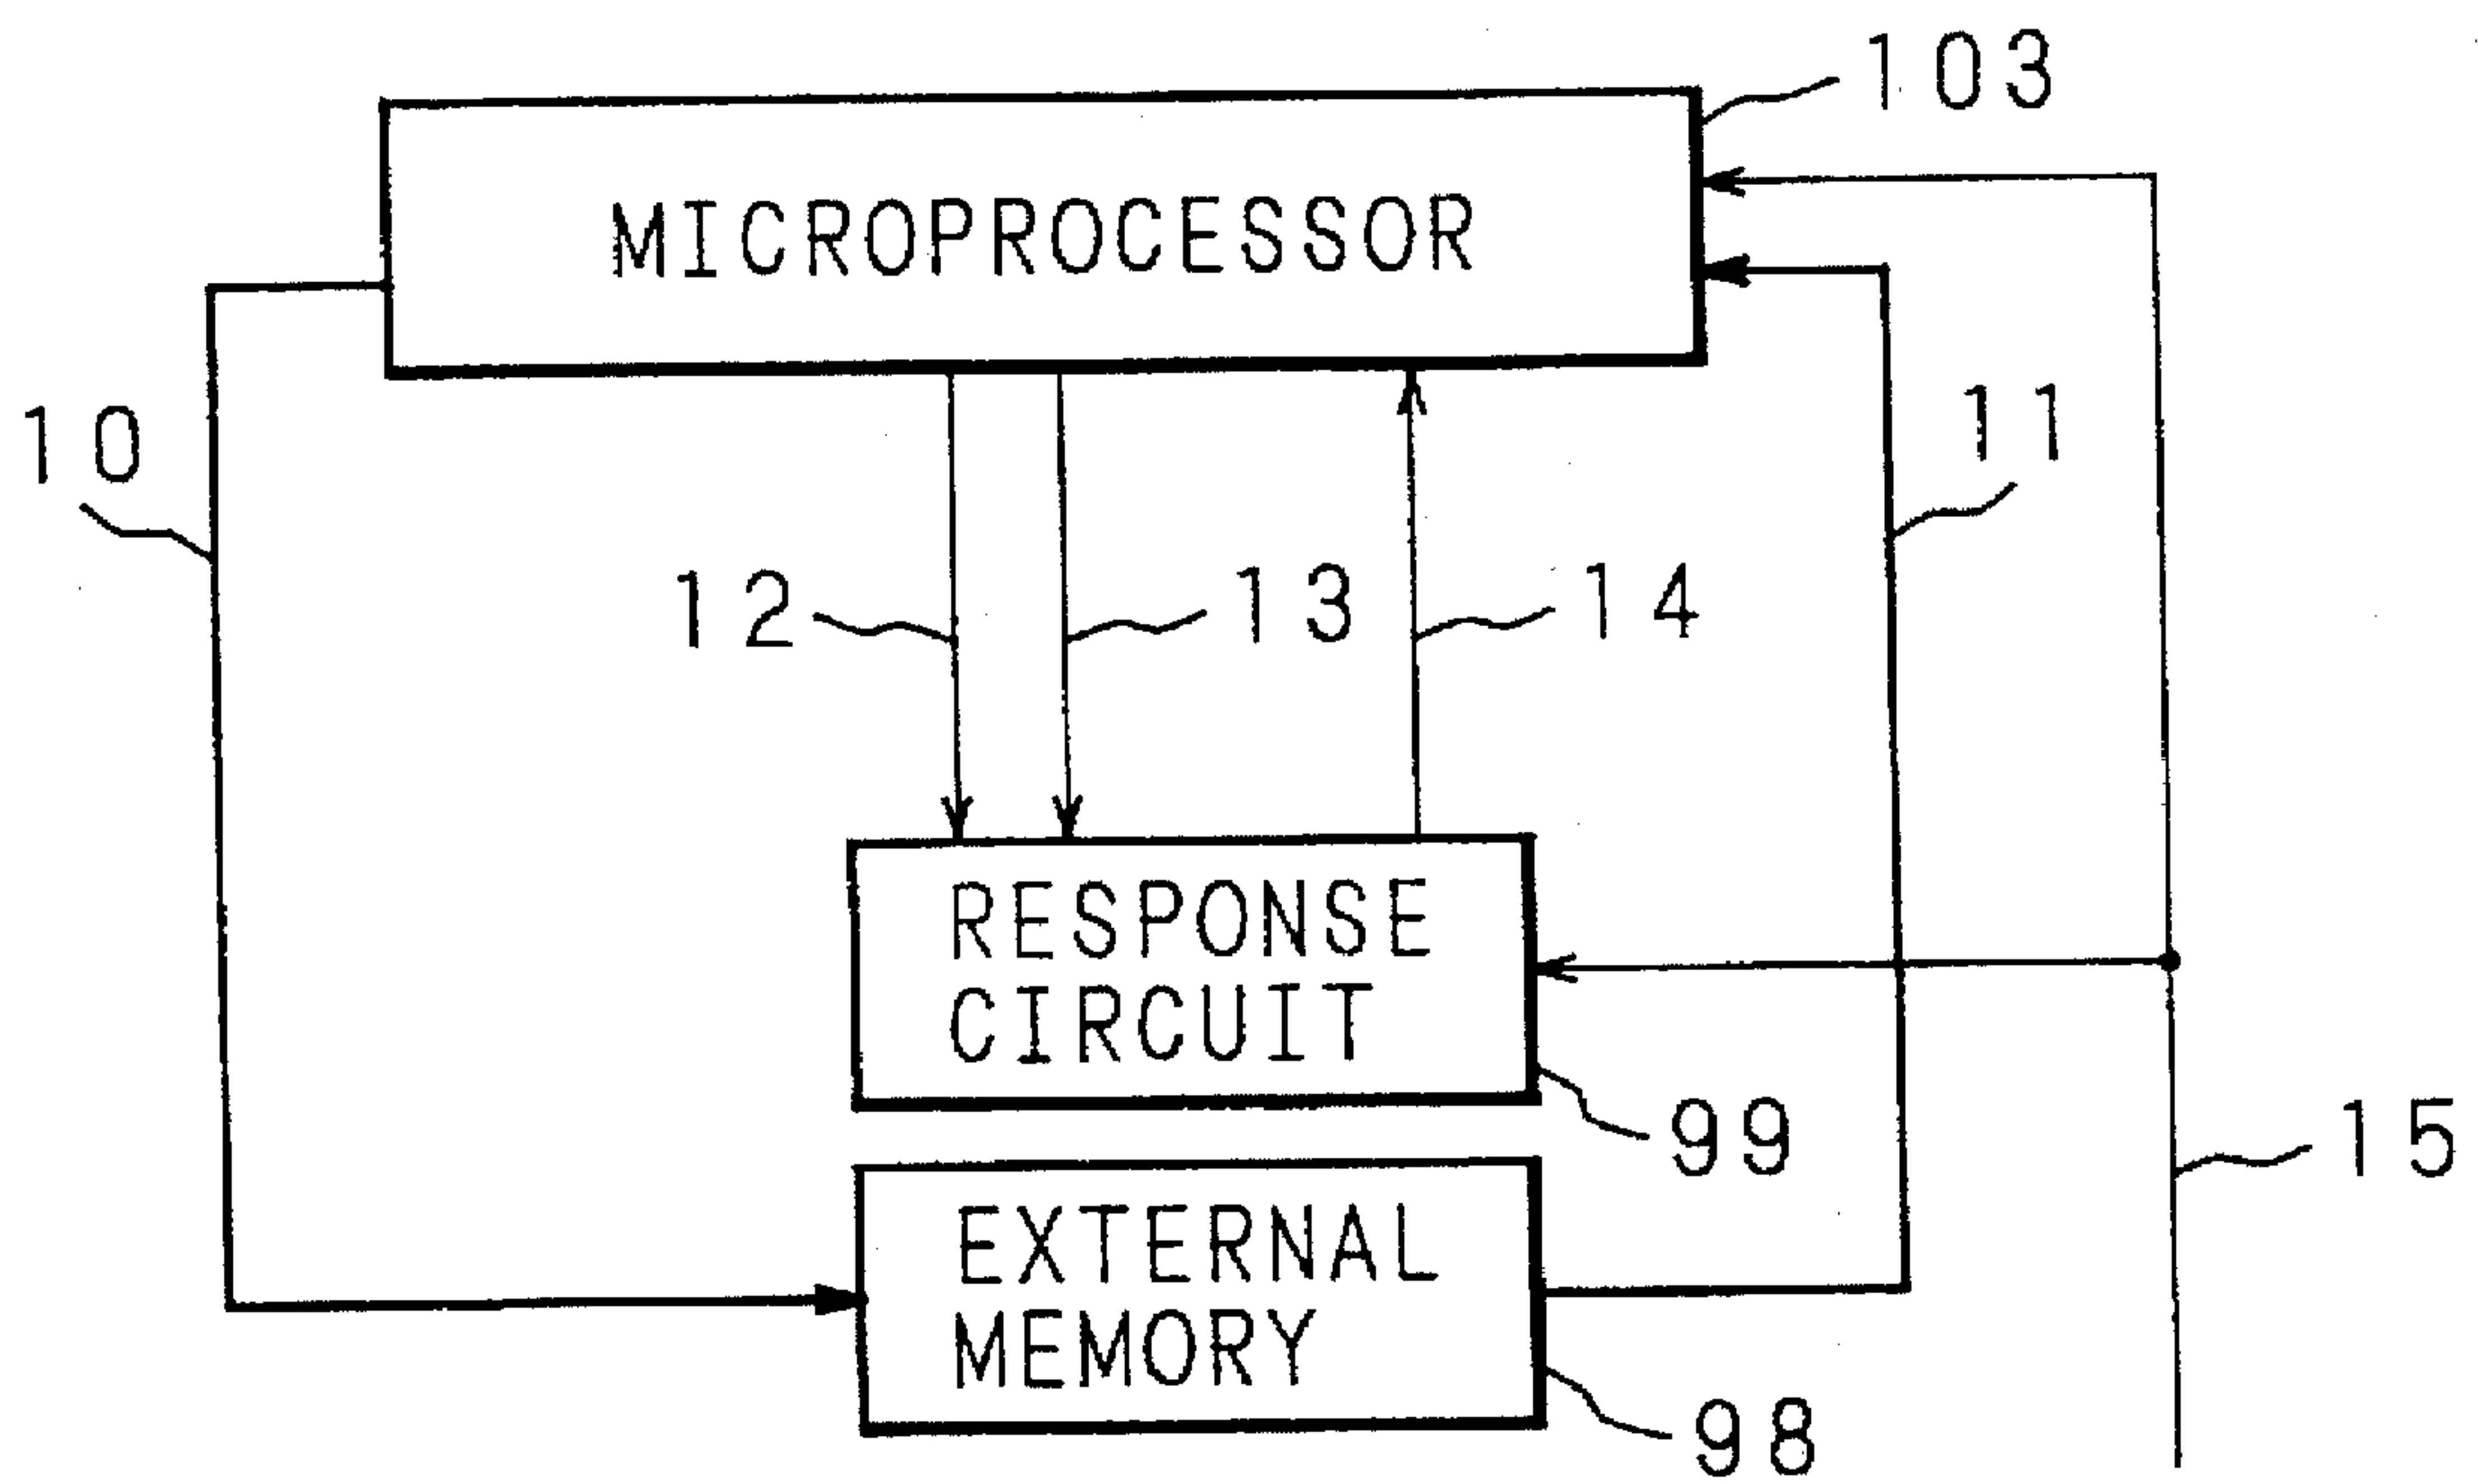 103
MICROPROCESSOR
10
11
12
13
14
RESPONSE
CIRCUIT
99
15
EXTERNAL
MEMORY
98